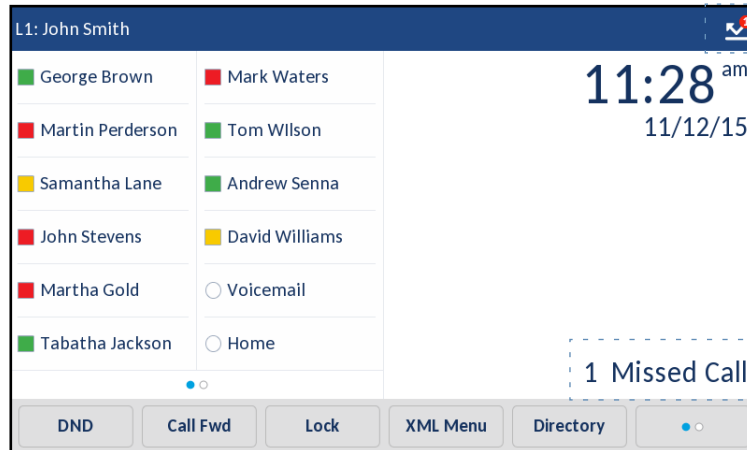 L1: John Smith
1
George Brown
Mark Waters
11:28 am
Martin Perderson
Tom WIlson
11/12/15
Samantha Lane
Andrew Senna
John Stevens
David Williams
Martha Gold
Voicemail
Tabatha Jackson
Home
1 Missed Call
DND
Call Fwd
Lock
XML Menu
Directory